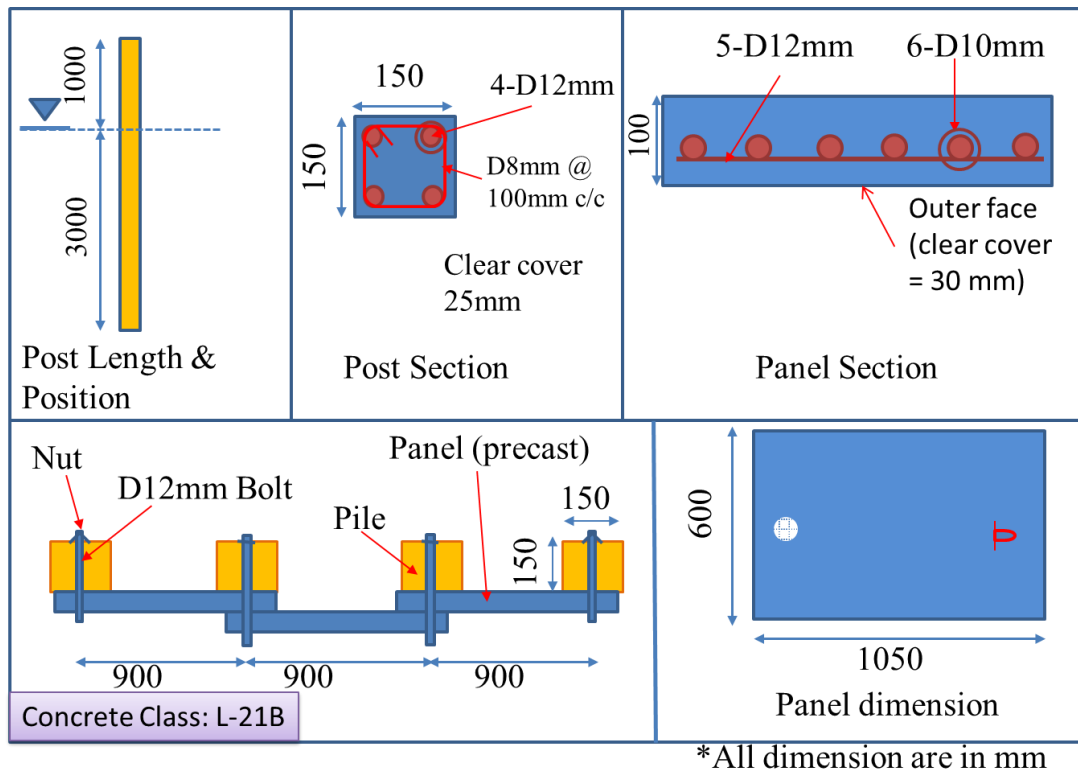 1000
3000
Post Length &
Position
150
4-D12mm
150
D8mm @
100mm c/c
Clear cover
25mm
Post Section
5-D12mm
6-D10mm
100
Outer face
(clear cover
= 30 mm)
Panel Section
Nut
D12mm Bolt
Panel (precast)
Pile
150
150
900
900
900
Concrete Class: L-21B
600
1050
Panel dimension
*All dimension are in mm